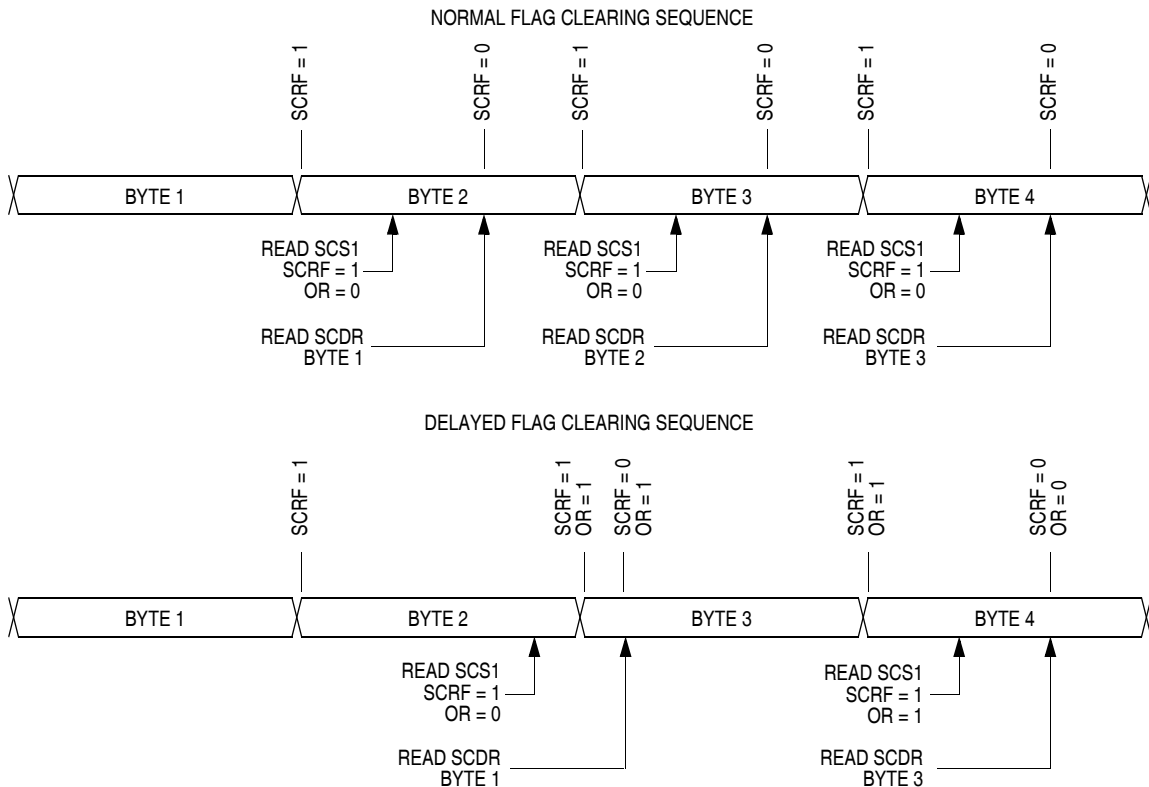 NORMAL FLAG CLEARING SEQUENCE
SCRF = 1
SCRF = 0
SCRF = 1
SCRF = 0
SCRF = 1
SCRF = 0
BYTE 1
BYTE 2
BYTE 3
BYTE 4
READ SCS1
SCRF = 1
OR = 0
READ SCS1
SCRF = 1
OR = 0
READ SCS1
SCRF = 1
OR = 0
READ SCDR
BYTE 1
READ SCDR
BYTE 2
READ SCDR
BYTE 3
DELAYED FLAG CLEARING SEQUENCE
SCRF = 1
SCRF = 1
OR = 1
SCRF = 0
OR = 1
SCRF = 1
OR = 1
SCRF = 0
OR = 0
BYTE 1
BYTE 2
BYTE 3
BYTE 4
READ SCS1
SCRF = 1
OR = 0
READ SCS1
SCRF = 1
OR = 1
READ SCDR
BYTE 1
READ SCDR
BYTE 3